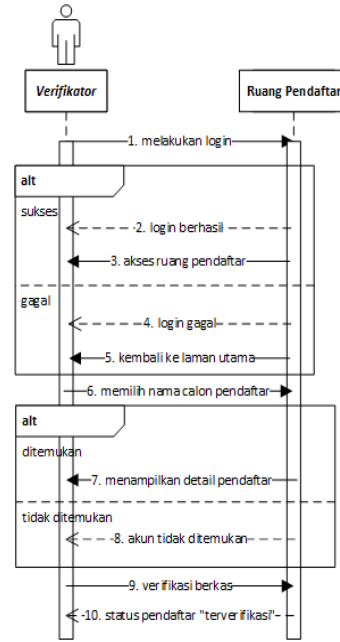 Verifikator
Ruang Pendaftar
1. melakukan login
alt
sukses
2. login berhasil
3. akses ruang pendaftar
gagal
4. login gagal
5. kembali ke laman utama
6. memilih nama calon pendaftar
alt
ditemukan
7. menampilkan detail pendaftar
tidak ditemukan
8. akun tidak ditemukan
9. verifikasi berkas
10. status pendaftar "terverifikasi"